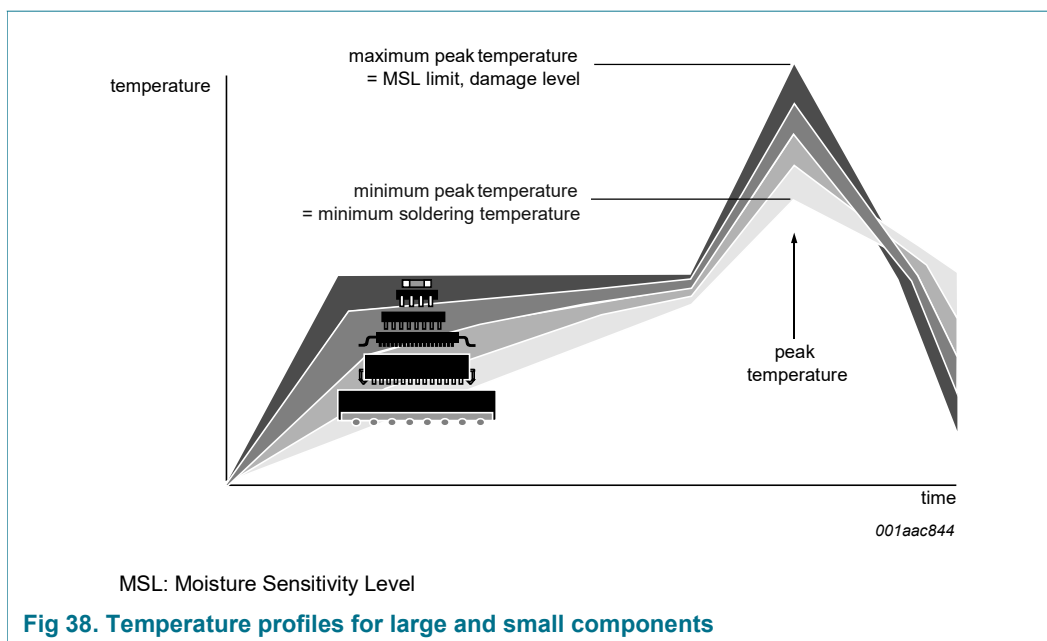 maximum peak temperature
= MSL limit, damage level
temperature
minimum peak temperature
= minimum soldering temperature
peak
temperature
time
001aac844
MSL: Moisture Sensitivity Level
Fig 38. Temperature profiles for large and small components